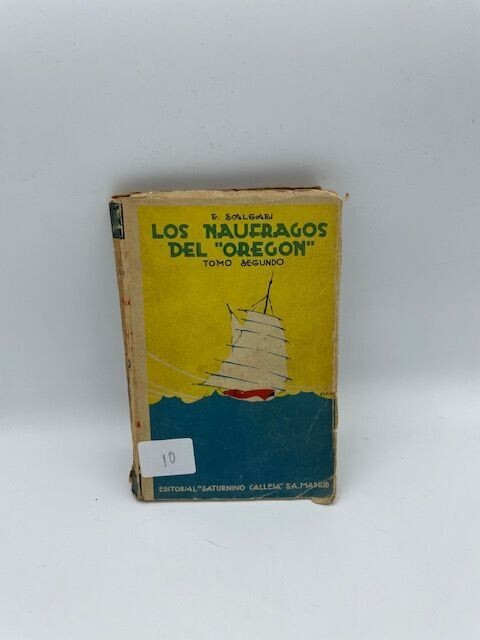 E. SALGARI
LOS NAUFRAGOS
DEL "OREGON"
TOMO SEGUNDO
10
EDITORIAL "SATURNINO CALLEJA" S.A. MADRID